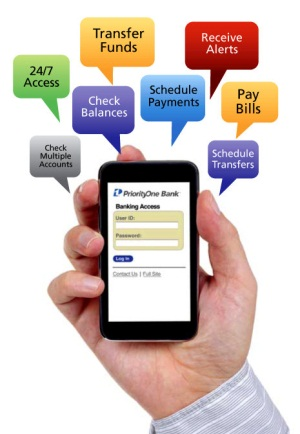 Transfer
Funds
Receive
Alerts
24/7
Access
Check
Balances
Schedule
Payments
Pay
Bills
Check
Multiple
Accounts
Schedule
Transfers
PriorityOne Bank
Banking Access
User ID:
Password:
Log In
Contact Us | Full Site